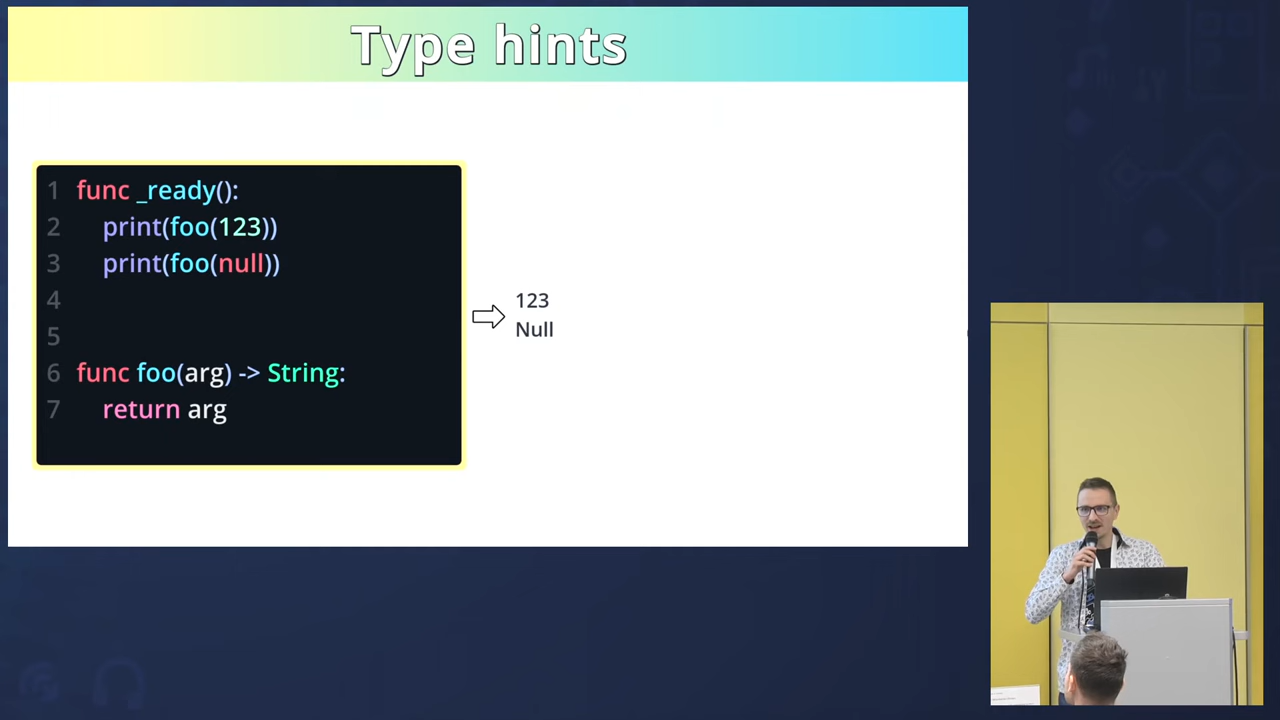 Type hints
1 func _ready():
2 print(foo(123))
3 print(foo(null))
4
5
6 func foo(arg) -> String:
7 return arg
123
Null